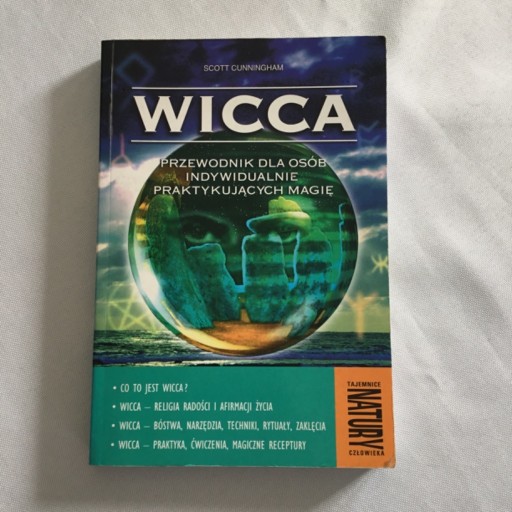 SCOTT CUNNINGHAM
WICCA
PRZEWODNIK DLA OSÓB
INDYWIDUALNIE
PRAKTYKUJĄCYCH MAGIĘ
• CO TO JEST WICCA?
• WICCA – RELIGIA RADOŚCI I AFIRMACJI ŻYCIA
• WICCA – BÓSTWA, NARZĘDZIA, TECHNIKI, RYTUAŁY, ZAKLĘCIA
• WICCA – PRAKTYKA, ĆWICZENIA, MAGICZNE RECEPTURY
TAJEMNICE
NATURY
CZŁOWIEKA